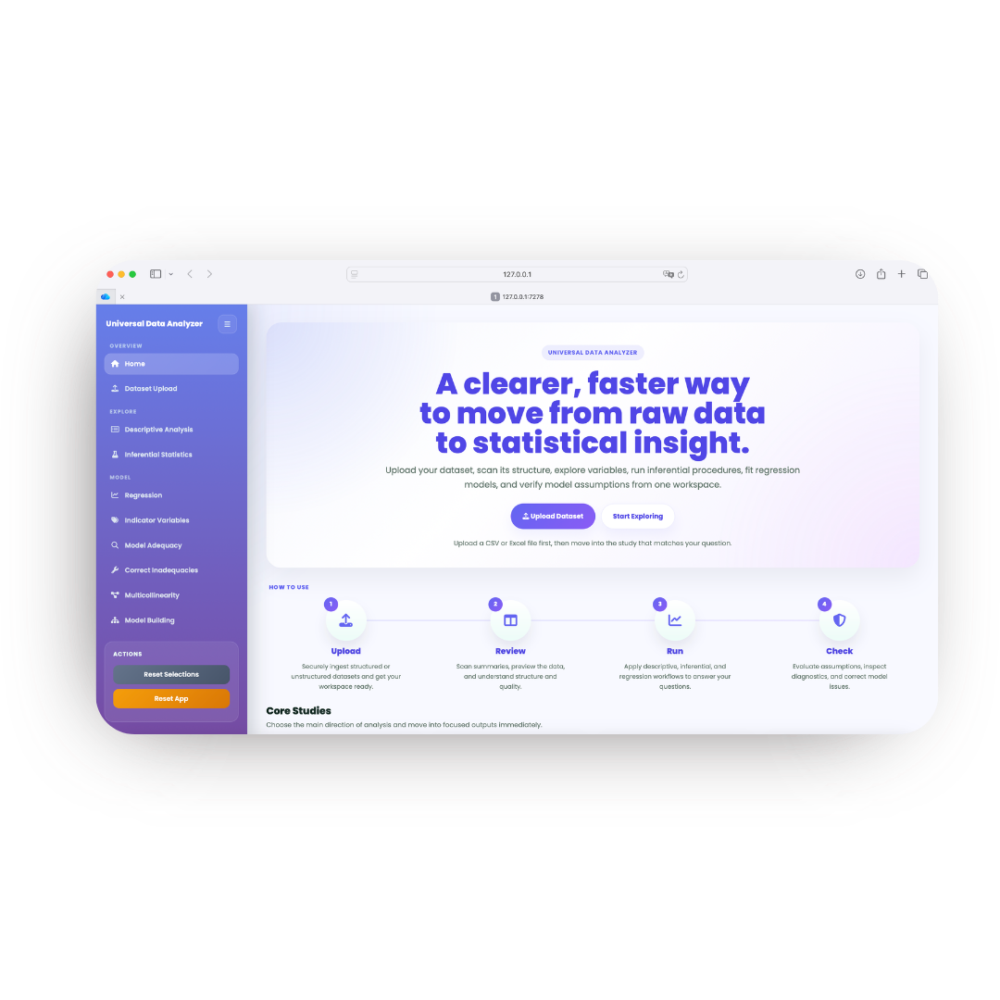 127.0.0.1
1 127.0.0.1:7278
Universal Data Analyzer
OVERVIEW
Home
Dataset Upload
EXPLORE
Descriptive Analysis
Inferential Statistics
MODEL
Regression
Indicator Variables
Model Adequacy
Correct Inadequacies
Multicollinearity
Model Building
ACTIONS
Reset Selections
Reset App
UNIVERSAL DATA ANALYZER
A clearer, faster way
to move from raw data
to statistical insight.
Upload your dataset, scan its structure, explore variables, run inferential procedures, fit regression
models, and verify model assumptions from one workspace.
Upload Dataset
Start Exploring
Upload a CSV or Excel file first, then move into the study that matches your question.
HOW TO USE
1
Upload
Securely ingest structured or
unstructured datasets and get your
workspace ready.
2
Review
Scan summaries, preview the data,
and understand structure and
quality.
3
Run
Apply descriptive, inferential, and
regression workflows to answer your
questions.
4
Check
Evaluate assumptions, inspect
diagnostics, and correct model
issues.
Core Studies
Choose the main direction of analysis and move into focused outputs immediately.